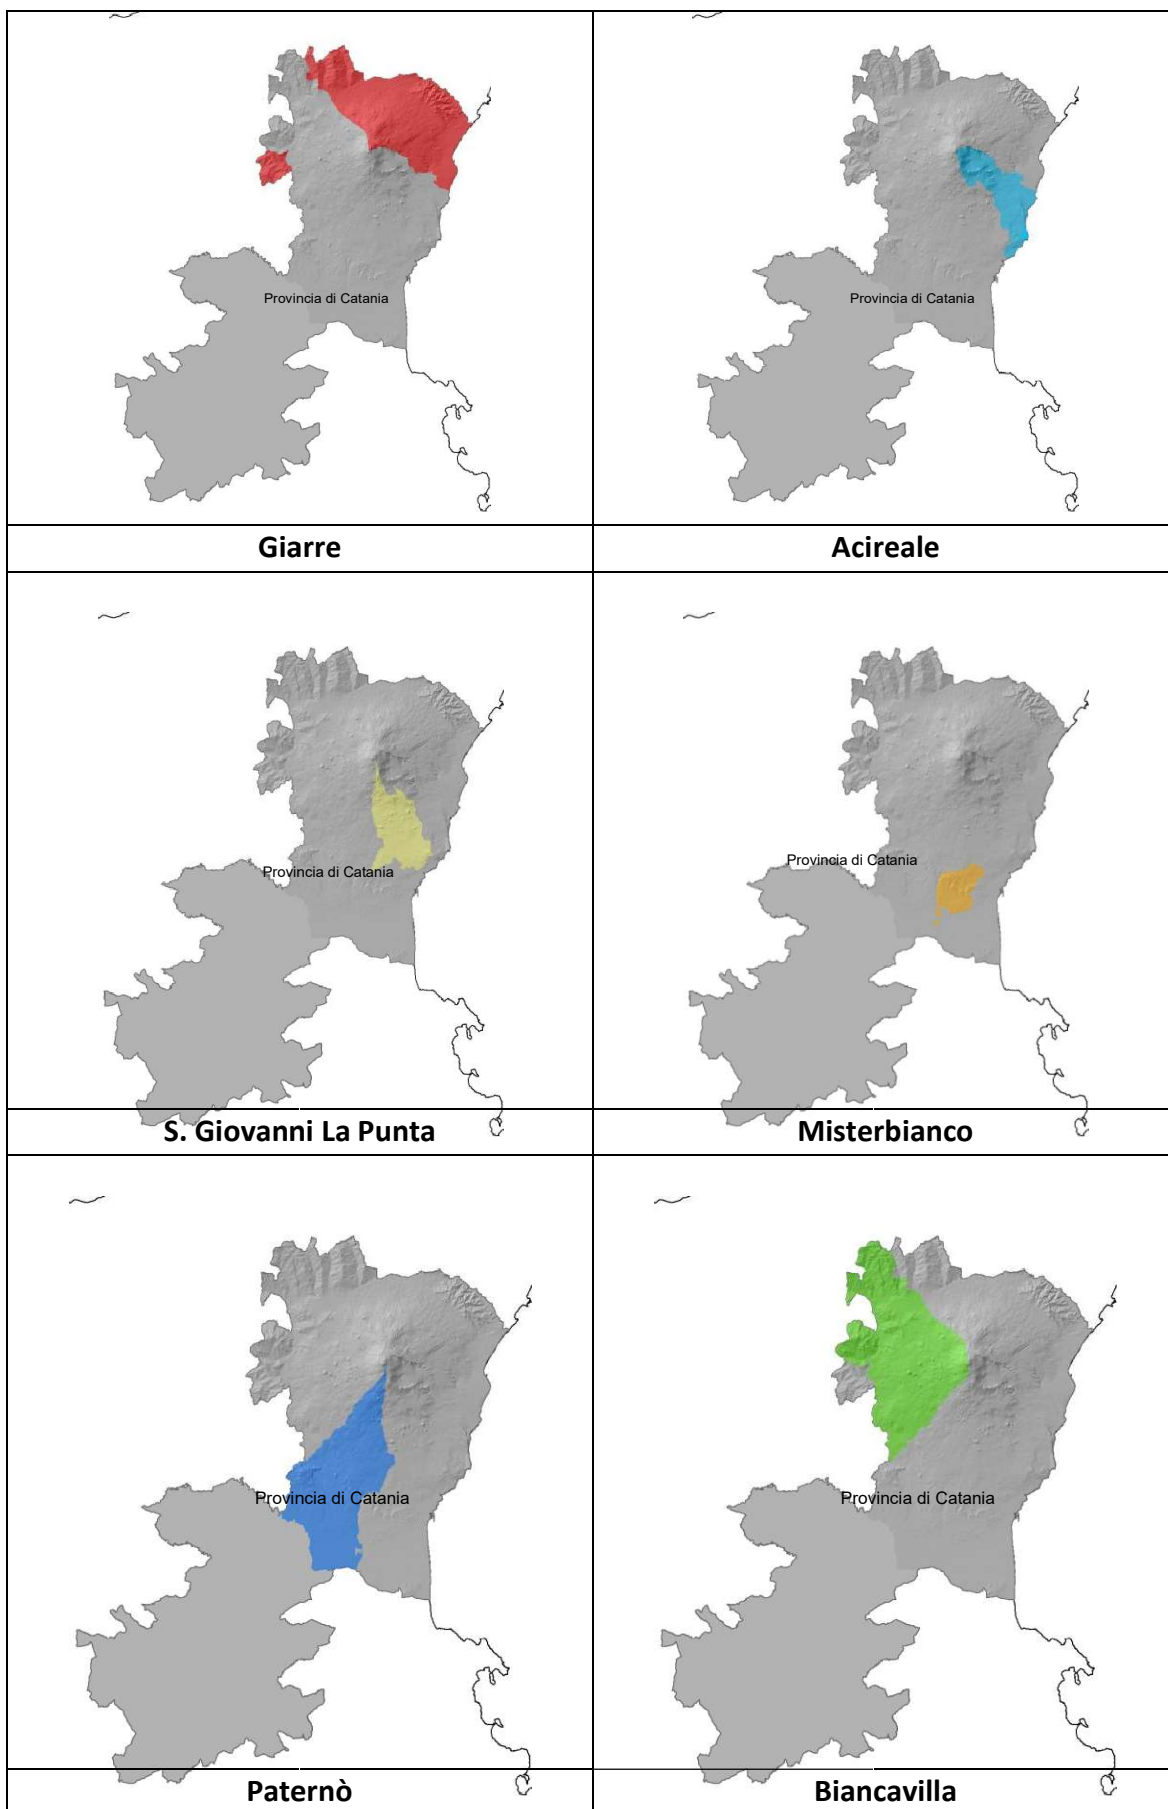 Provincia di Catania
Provincia di Catania
Giarre
Acireale
Provincia di Catania
Provincia di Catania
S. Giovanni La Punta
Misterbianco
Provincia di Catania
Provincia di Catania
Paternò
Biancavilla